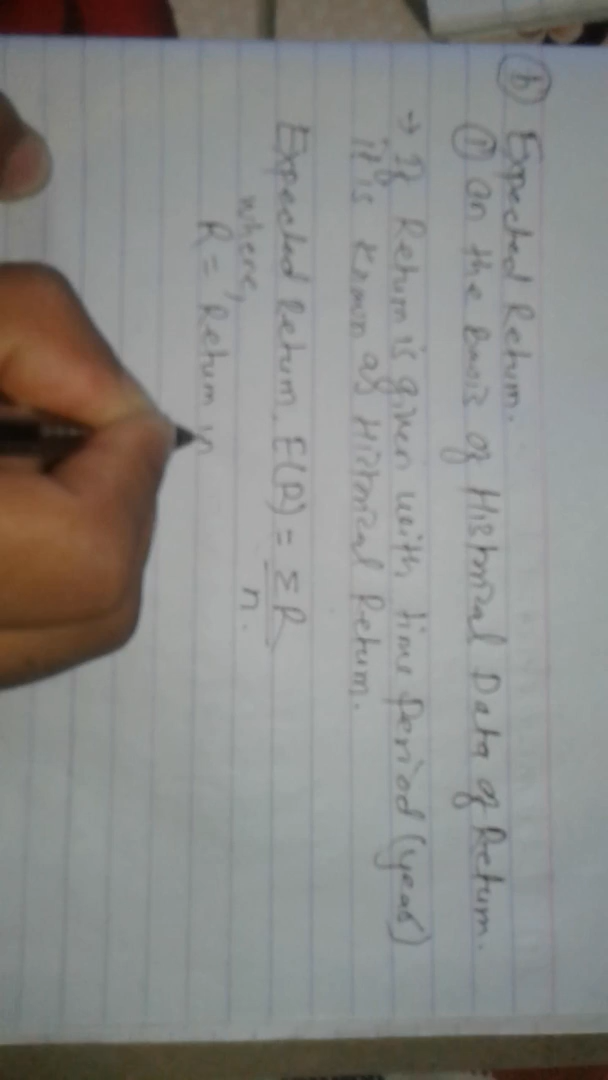 (b) Expected Return.
① on the Basis of Historical Data of Return.
→ If Return is given with time Period (year)
it is known as Historical Return.
Expected Return, E(R) = ΣR
n.
where,
R = Return